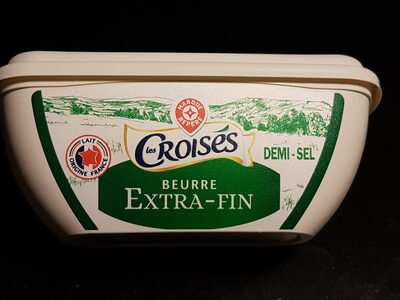 MARQUE
REPÈRE
les
CROISÉS
LAIT
ORIGINE FRANCE
DEMI-SEL
BEURRE
EXTRA-FIN